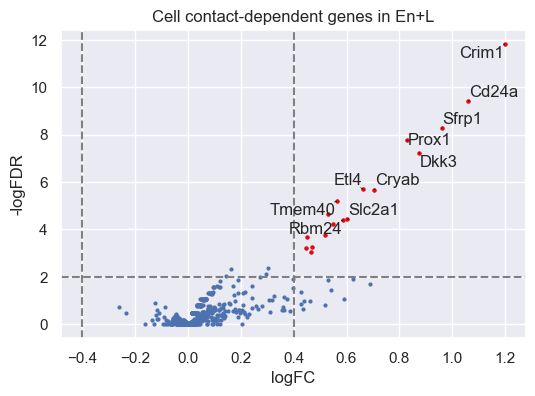 Cell contact-dependent genes in En+L
12
Crim1
10
Cd24a
Sfrp1
8
Prox1
Dkk3
-logFDR
6
Etl4
Cryab
Tmem40
Slc2a1
4
Rbm24
2
0
−0.4 −0.2 0.0 0.2 0.4 0.6 0.8 1.0 1.2
logFC